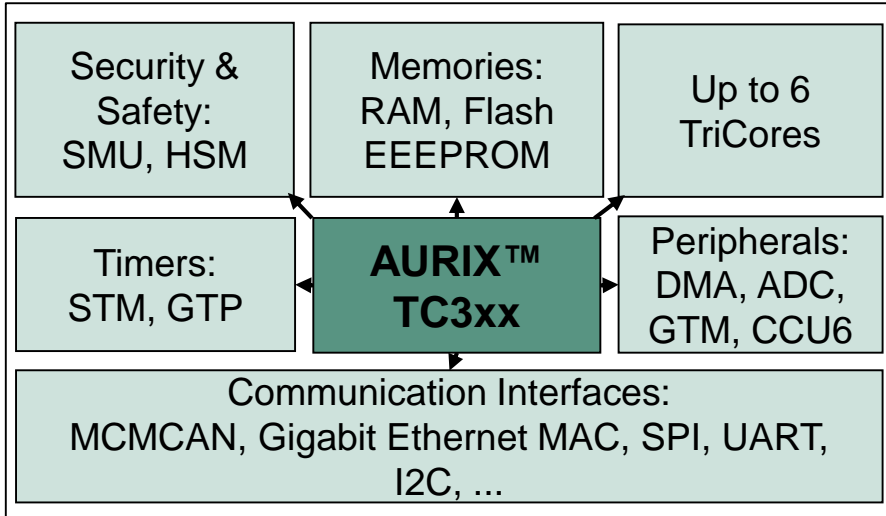 Security &
Safety:
SMU, HSM
Memories:
RAM, Flash
EEEPROM
Up to 6
TriCores
Timers:
STM, GTP
AURIX™
TC3xx
Peripherals:
DMA, ADC,
GTM, CCU6
Communication Interfaces:
MCMCAN, Gigabit Ethernet MAC, SPI, UART,
I2C, ...